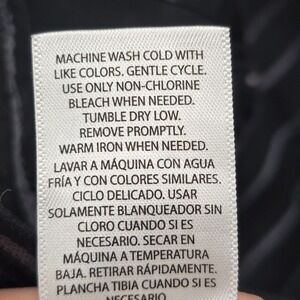 MACHINE WASH COLD WITH
LIKE COLORS. GENTLE CYCLE.
USE ONLY NON-CHLORINE
BLEACH WHEN NEEDED.
TUMBLE DRY LOW.
REMOVE PROMPTLY.
WARM IRON WHEN NEEDED.
LAVAR A MÁQUINA CON AGUA
FRÍA Y CON COLORES SIMILARES.
CICLO DELICADO. USAR
SOLAMENTE BLANQUEADOR SIN
CLORO CUANDO SI ES
NECESARIO. SECAR EN
MÁQUINA A TEMPERATURA
BAJA. RETIRAR RÁPIDAMENTE.
PLANCHA TIBIA CUANDO SI ES
NECESARIO